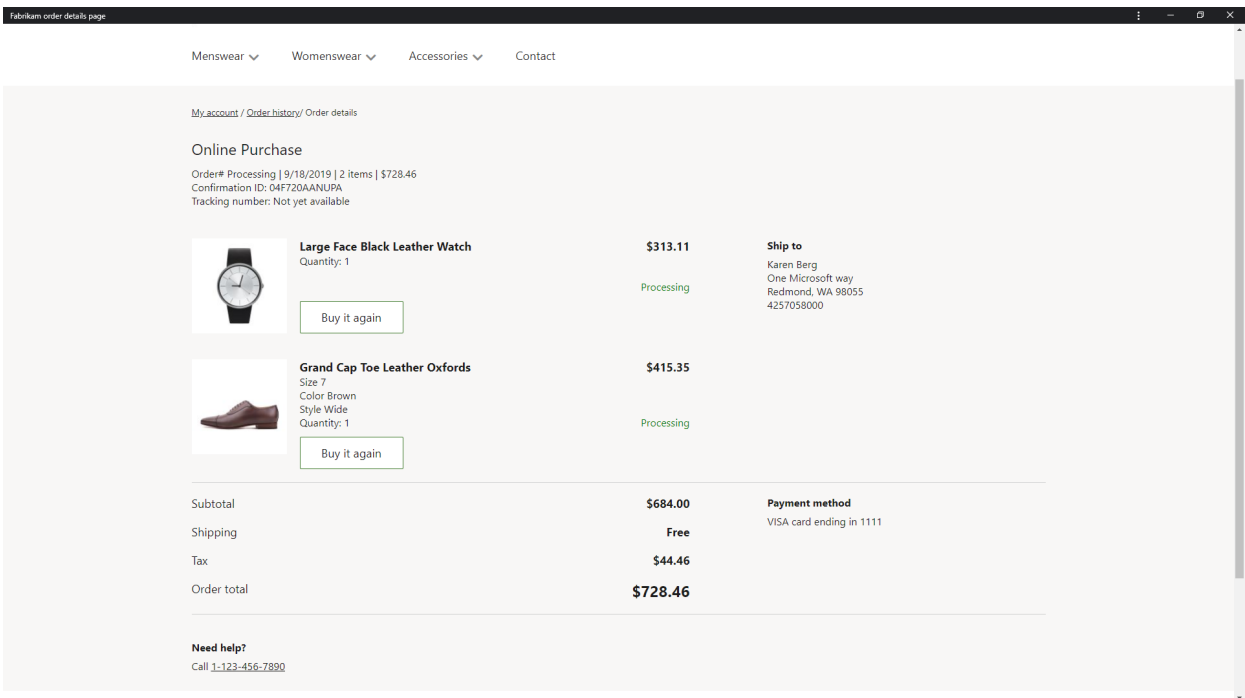 Fabrikam order details page
Menswear Womenswear Accessories Contact
My account / Order history/ Order details
Online Purchase
Order# Processing | 9/18/2019 | 2 items | $728.46
Confirmation ID: 04F720AANUPA
Tracking number: Not yet available
Large Face Black Leather Watch $313.11
Quantity: 1
Processing
Buy it again
Ship to
Karen Berg
One Microsoft way
Redmond, WA 98055
4257058000
Grand Cap Toe Leather Oxfords $415.35
Size 7
Color Brown
Style Wide
Quantity: 1 Processing
Buy it again
Subtotal $684.00
Shipping Free
Tax $44.46
Order total $728.46
Payment method
VISA card ending in 1111
Need help?
Call 1-123-456-7890